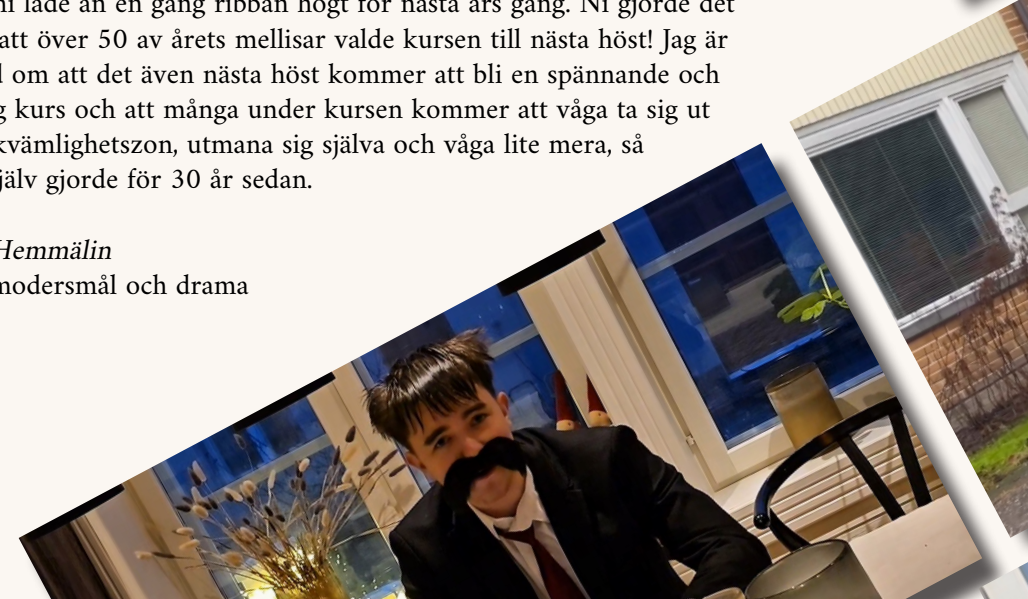 ni lade än en gång ribban högt för nästa års gång. Ni gjorde det
att över 50 av årets mellisar valde kursen till nästa höst! Jag är
om att det även nästa höst kommer att bli en spännande och
kurs och att många under kursen kommer att våga ta sig ut
kvämlighetszon, utmana sig själva och våga lite mera, så
jälv gjorde för 30 år sedan.
Hemmälin
modersmål och drama